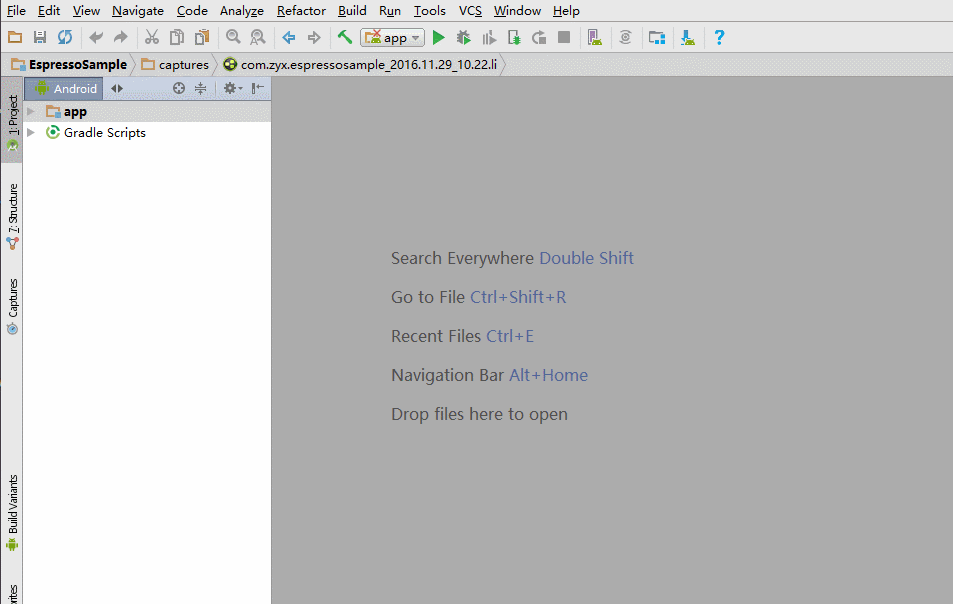 File Edit View Navigate Code Analyze Refactor Build Run Tools VCS Window Help
app
EspressoSample captures com.zyx.espressosample_2016.11.29_10.22.li
Android
app
Gradle Scripts
1: Project
7: Structure
Captures
Build Variants
Search Everywhere Double Shift
Go to File Ctrl+Shift+R
Recent Files Ctrl+E
Navigation Bar Alt+Home
Drop files here to open